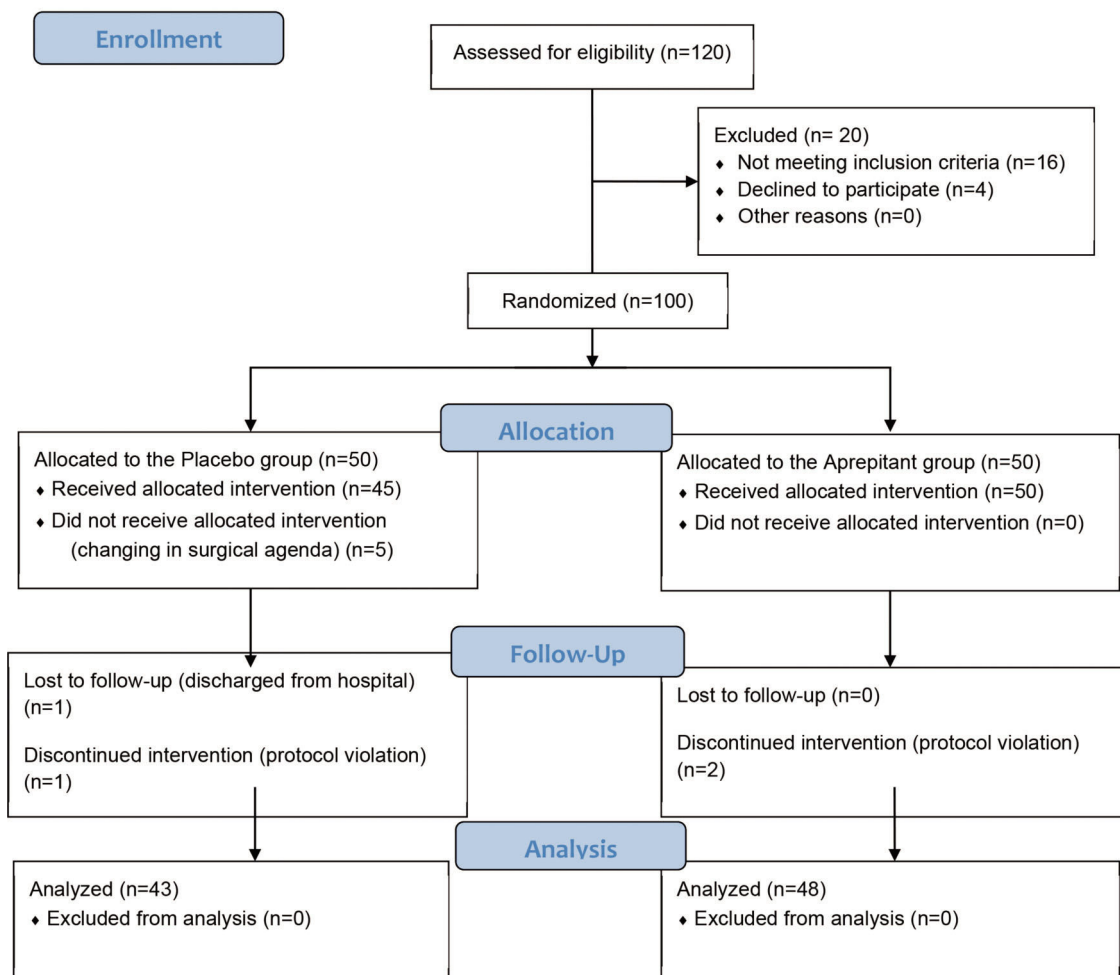 Enrollment
Assessed for eligibility (n=120)
Excluded (n= 20)
♦ Not meeting inclusion criteria (n=16)
♦ Declined to participate (n=4)
♦ Other reasons (n=0)
Randomized (n=100)
Allocation
Allocated to the Placebo group (n=50)
♦ Received allocated intervention (n=45)
♦ Did not receive allocated intervention
(changing in surgical agenda) (n=5)
Allocated to the Aprepitant group (n=50)
♦ Received allocated intervention (n=50)
♦ Did not receive allocated intervention (n=0)
Follow-Up
Lost to follow-up (discharged from hospital)
(n=1)
Discontinued intervention (protocol violation)
(n=1)
Lost to follow-up (n=0)
Discontinued intervention (protocol violation)
(n=2)
Analysis
Analyzed (n=43)
♦ Excluded from analysis (n=0)
Analyzed (n=48)
♦ Excluded from analysis (n=0)